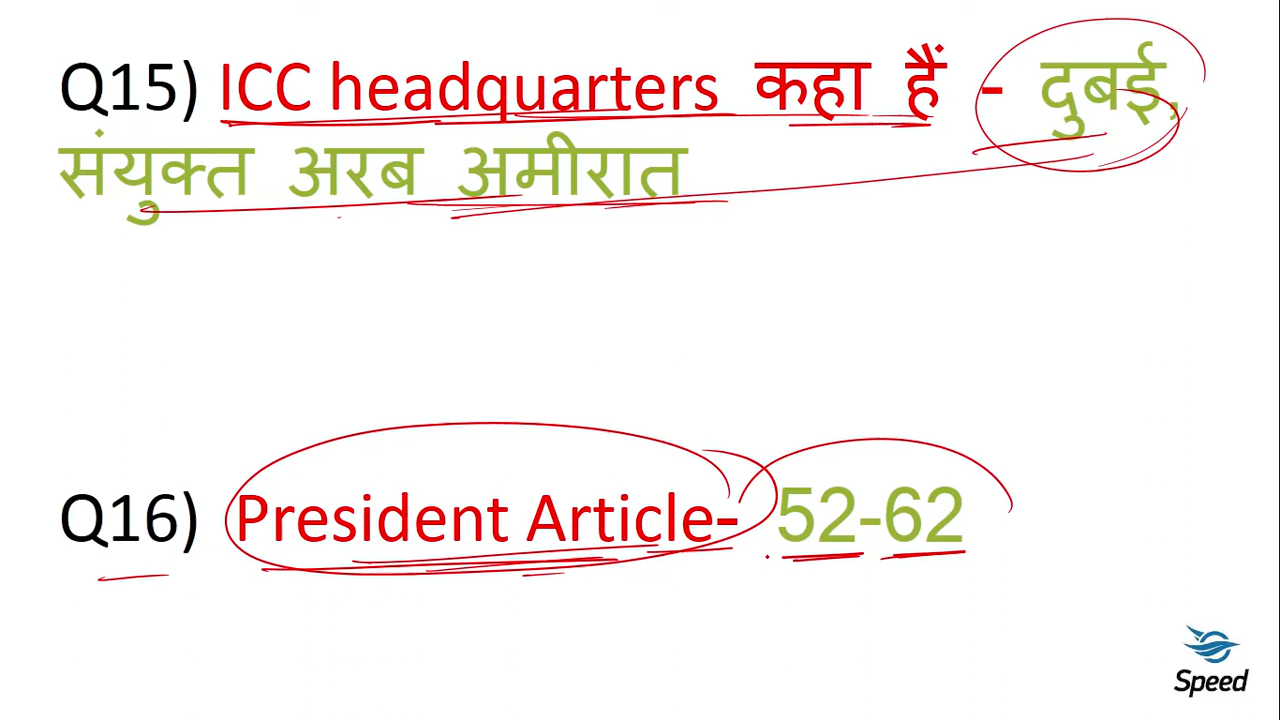 Q15) ICC headquarters कहा हैं - दुबई,
संयुक्त अरब अमीरात
Q16) President Article- 52-62
Speed